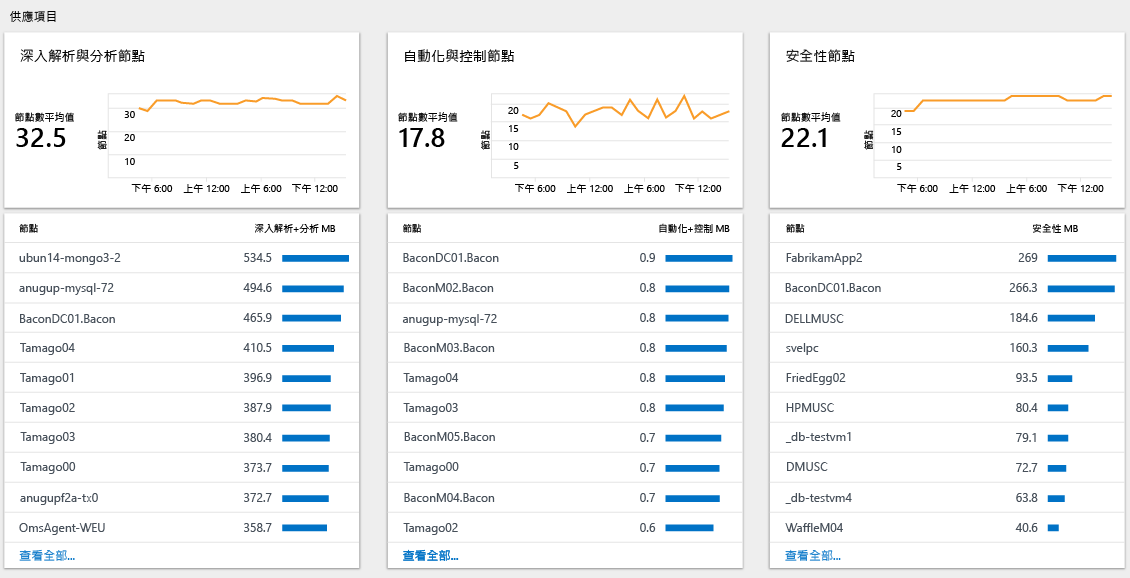 供應項目
深入解析與分析節點
節點數平均值
32.5
節點
30
20
10
下午 6:00 上午 12:00 上午 6:00 下午 12:00
節點 深入解析+分析 MB
ubun14-mongo3-2 534.5
anugup-mysql-72 494.6
BaconDC01.Bacon 465.9
Tamago04 410.5
Tamago01 396.9
Tamago02 387.9
Tamago03 380.4
Tamago00 373.7
anugupf2a-tx0 372.7
OmsAgent-WEU 358.7
查看全部...
自動化與控制節點
節點數平均值
17.8
節點
20
15
10
5
下午 6:00 上午 12:00 上午 6:00 下午 12:00
節點 自動化+控制 MB
BaconDC01.Bacon 0.9
BaconM02.Bacon 0.8
anugup-mysql-72 0.8
BaconM03.Bacon 0.8
Tamago04 0.8
Tamago03 0.8
BaconM05.Bacon 0.7
Tamago00 0.7
BaconM04.Bacon 0.7
Tamago02 0.6
查看全部...
安全性節點
節點數平均值
22.1
節點
20
15
10
5
下午 6:00 上午 12:00 上午 6:00 下午 12:00
節點 安全性 MB
FabrikamApp2 269
BaconDC01.Bacon 266.3
DELLMUSC 184.6
svelpc 160.3
FriedEgg02 93.5
HPMUSC 80.4
_db-testvm1 79.1
DMUSC 72.7
_db-testvm4 63.8
WaffleM04 40.6
查看全部...